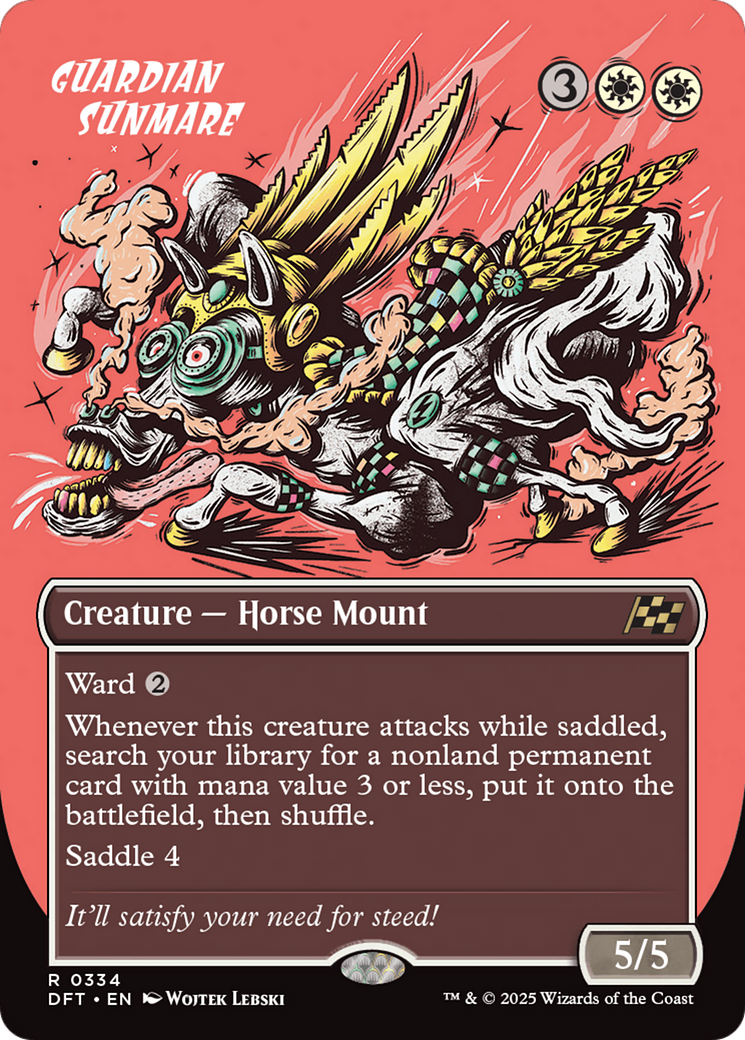 GUARDIAN
SUNMARE
3
Creature — Horse Mount
Ward 2
Whenever this creature attacks while saddled,
search your library for a nonland permanent
card with mana value 3 or less, put it onto the
battlefield, then shuffle.
Saddle 4
It'll satisfy your need for steed!
5/5
R 0334
DFT • EN Wojtek Lebski
™ & © 2025 Wizards of the Coast